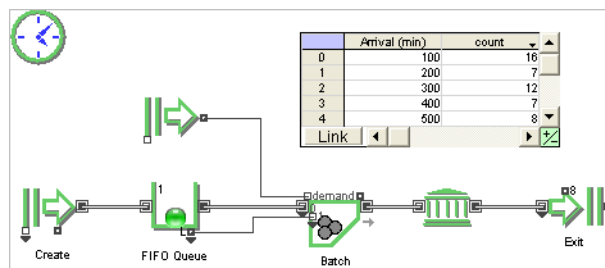 Arrival (min) count
0 100 16
1 200 7
2 300 12
3 400 7
4 500 8
Link
1
L
demand
1
8
Create
FIFO Queue
Batch
Exit